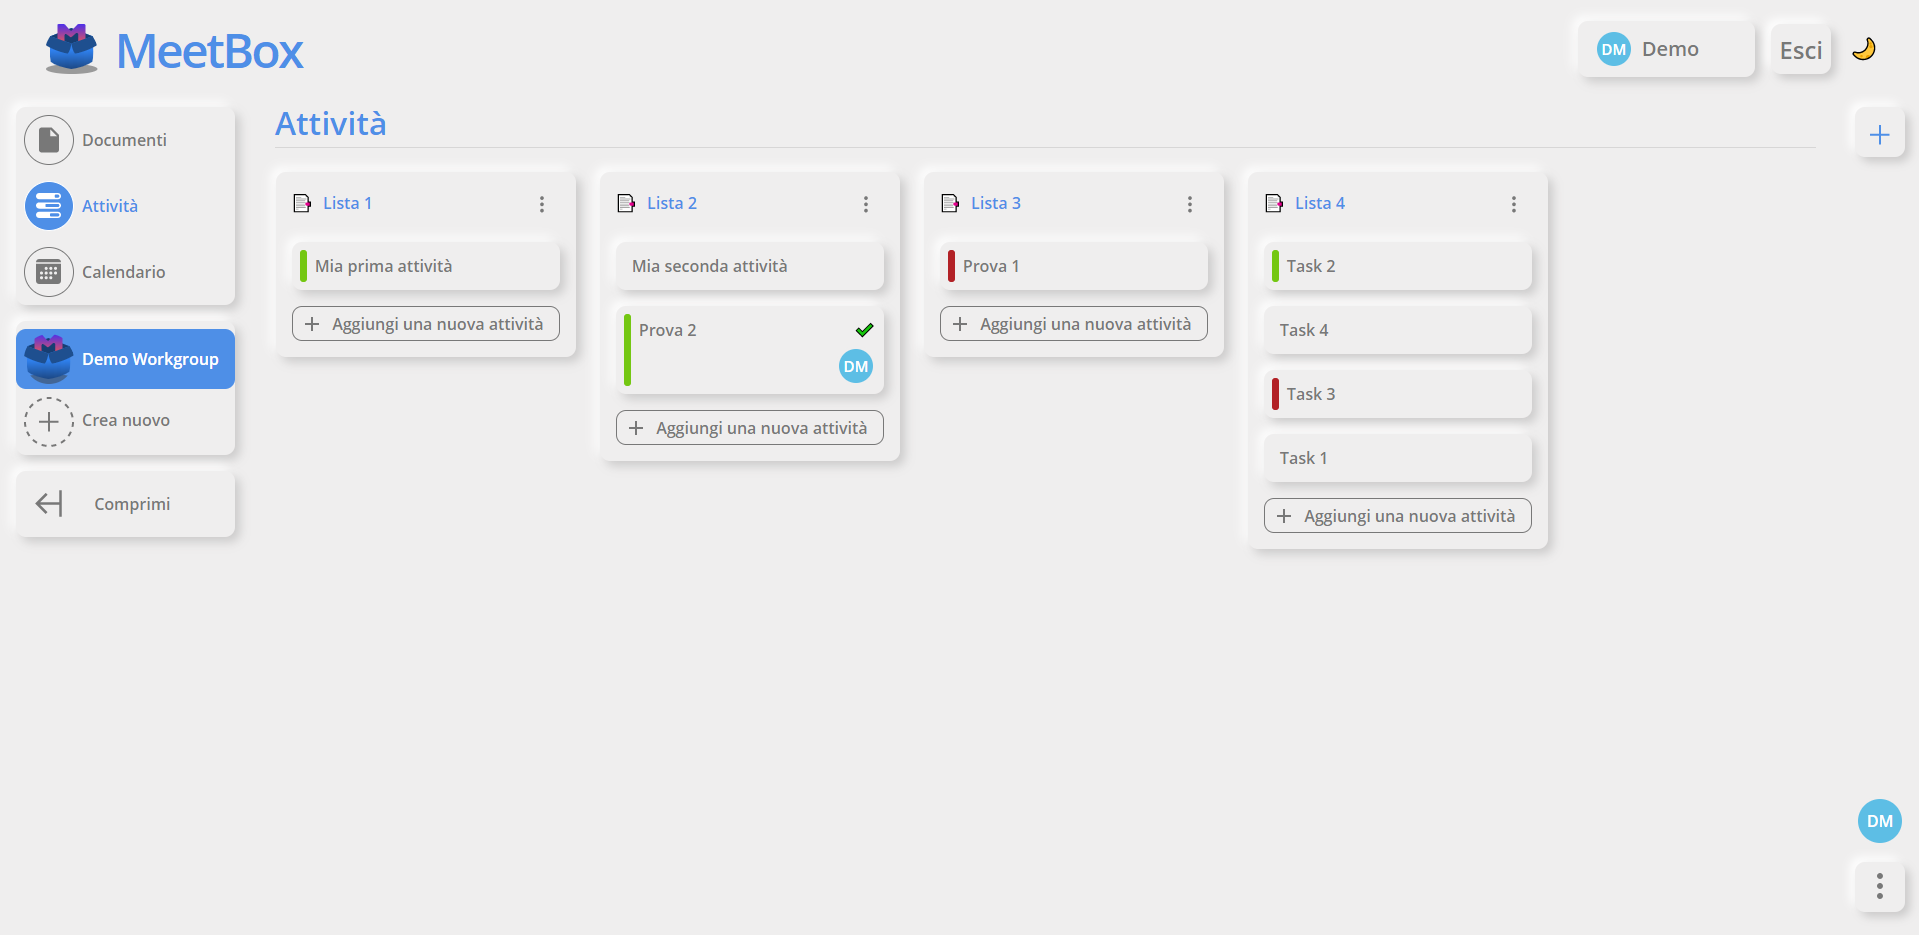 MeetBox
DM Demo
Esci
Documenti
Attività
Calendario
Demo Workgroup
Crea nuovo
Comprimi
Attività
Lista 1
Mia prima attività
Aggiungi una nuova attività
Lista 2
Mia seconda attività
Prova 2
DM
Aggiungi una nuova attività
Lista 3
Prova 1
Aggiungi una nuova attività
Lista 4
Task 2
Task 4
Task 3
Task 1
Aggiungi una nuova attività
DM